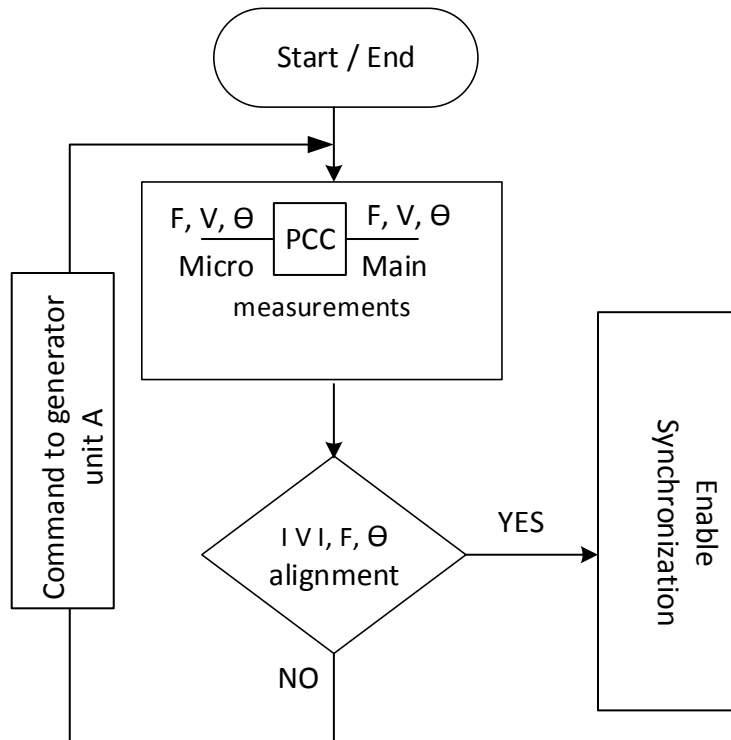 Start / End
F, V, Ɵ
PCC
F, V, Ɵ
Micro
Main
measurements
Command to generator
unit A
I V I, F, Ɵ
alignment
YES
NO
Enable
Synchronization